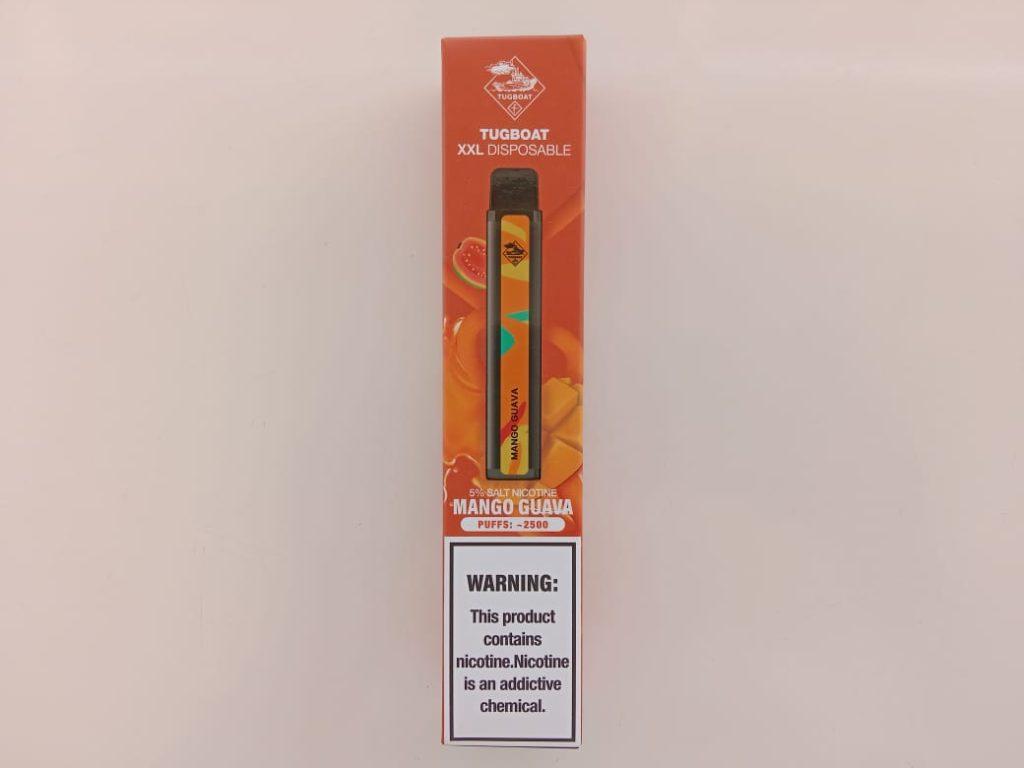 TUGBOAT
TUGBOAT
XXL DISPOSABLE
MANGO GUAVA
5% SALT NICOTINE
MANGO GUAVA
PUFFS: ~2500
WARNING:
This product
contains
nicotine.Nicotine
is an addictive
chemical.